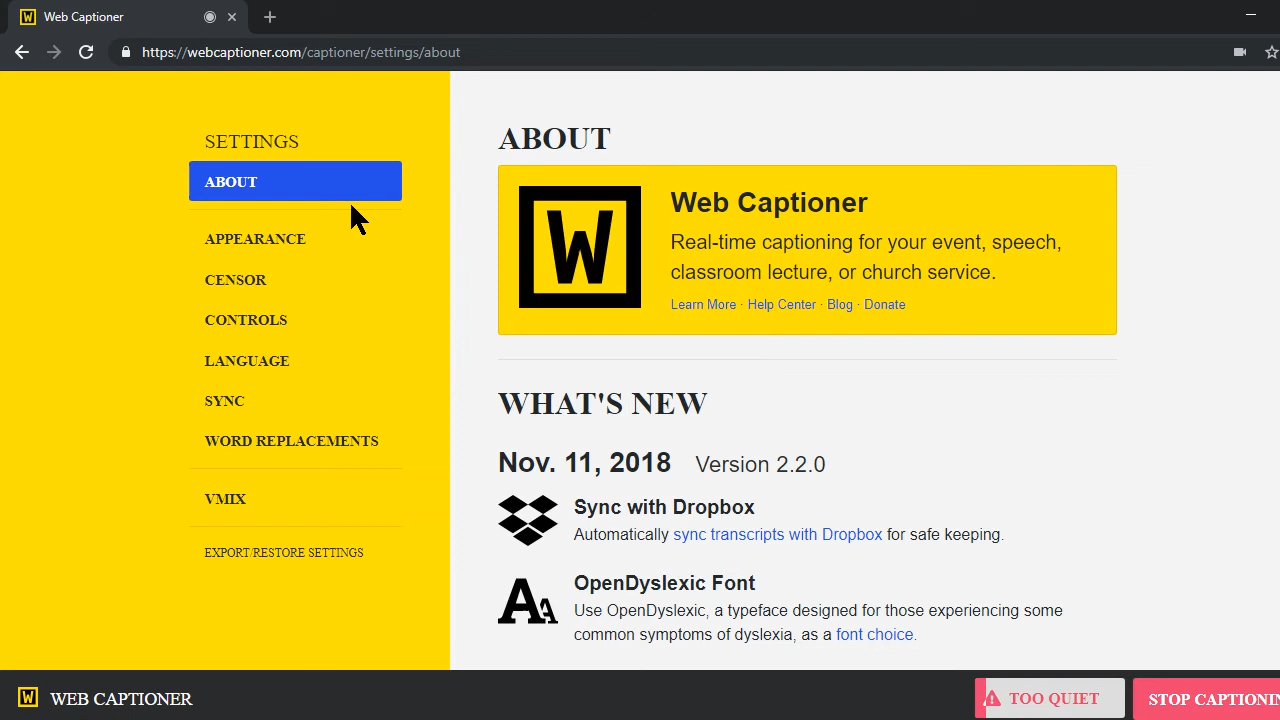 Web Captioner
https://webcaptioner.com/captioner/settings/about
SETTINGS
ABOUT
APPEARANCE
CENSOR
CONTROLS
LANGUAGE
SYNC
WORD REPLACEMENTS
VMIX
EXPORT/RESTORE SETTINGS
ABOUT
W
Web Captioner
Real-time captioning for your event, speech,
classroom lecture, or church service.
Learn More · Help Center · Blog · Donate
WHAT'S NEW
Nov. 11, 2018 Version 2.2.0
Sync with Dropbox
Automatically sync transcripts with Dropbox for safe keeping.
AA
OpenDyslexic Font
Use OpenDyslexic, a typeface designed for those experiencing some
common symptoms of dyslexia, as a font choice.
W WEB CAPTIONER
TOO QUIET
STOP CAPTIONIN